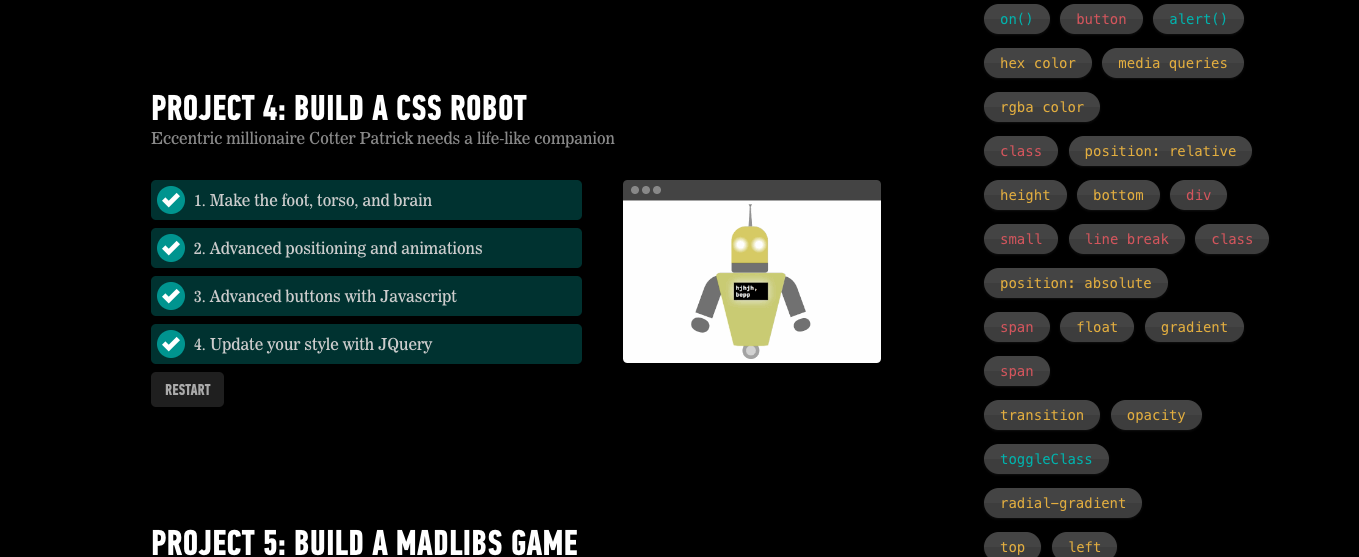 PROJECT 4: BUILD A CSS ROBOT
Eccentric millionaire Cotter Patrick needs a life-like companion
1. Make the foot, torso, and brain
2. Advanced positioning and animations
3. Advanced buttons with Javascript
4. Update your style with JQuery
RESTART
hjhjh,
bepp
PROJECT 5: BUILD A MADLIBS GAME
on() button alert()
hex color media queries
rgba color
class position: relative
height bottom div
small line break class
position: absolute
span float gradient
span
transition opacity
toggleClass
radial-gradient
top left